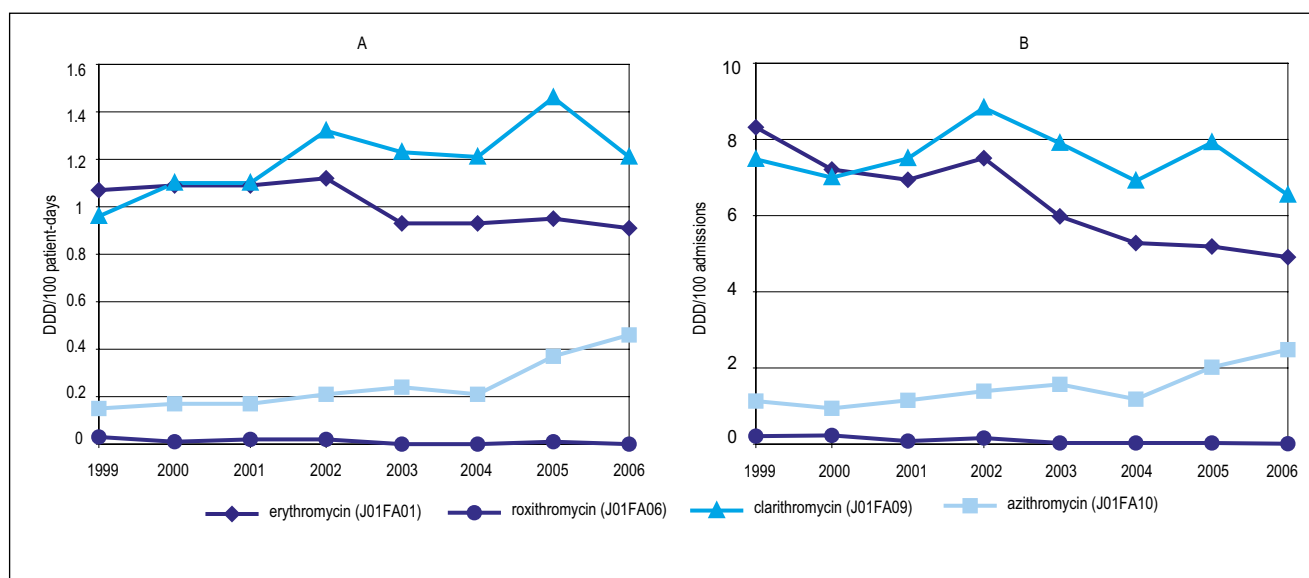 A
1.6
1.4
1.2
1
0.8
0.6
0.4
0.2
0
DDD/100 patient-days
1999 2000 2001 2002 2003 2004 2005 2006
B
10
8
6
4
2
0
DDD/100 admissions
1999 2000 2001 2002 2003 2004 2005 2006
erythromycin (J01FA01) roxithromycin (J01FA06) clarithromycin (J01FA09) azithromycin (J01FA10)